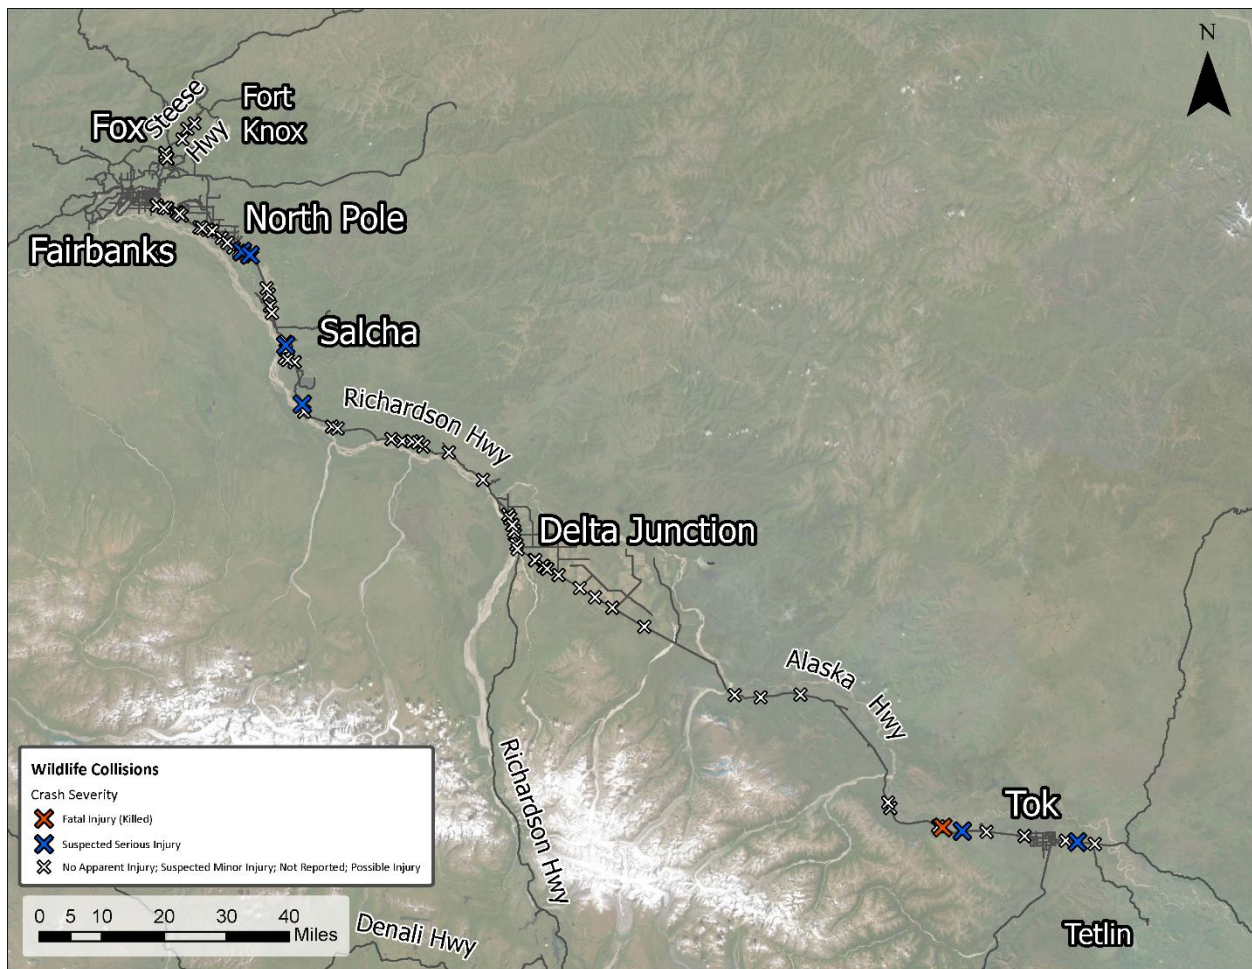 N
Steese
Hwy
Fort
Knox
Fox
North Pole
Fairbanks
Salcha
Richardson Hwy
Delta Junction
Alaska Hwy
Richardson Hwy
Tok
Tetlin
Denali Hwy
Wildlife Collisions
Crash Severity
Fatal Injury (Killed)
Suspected Serious Injury
No Apparent Injury; Suspected Minor Injury; Not Reported; Possible Injury
0 5 10 20 30 40
Miles